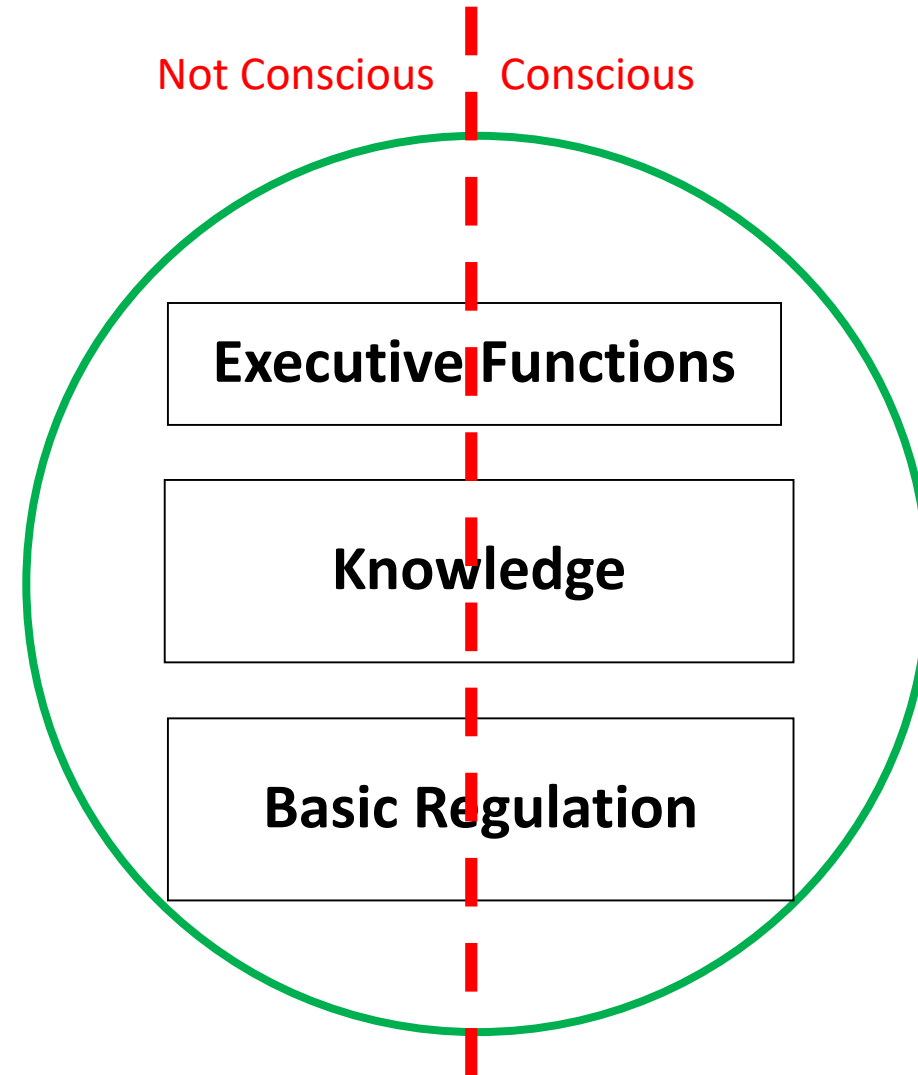 Not Conscious Conscious
Executive Functions
Knowledge
Basic Regulation